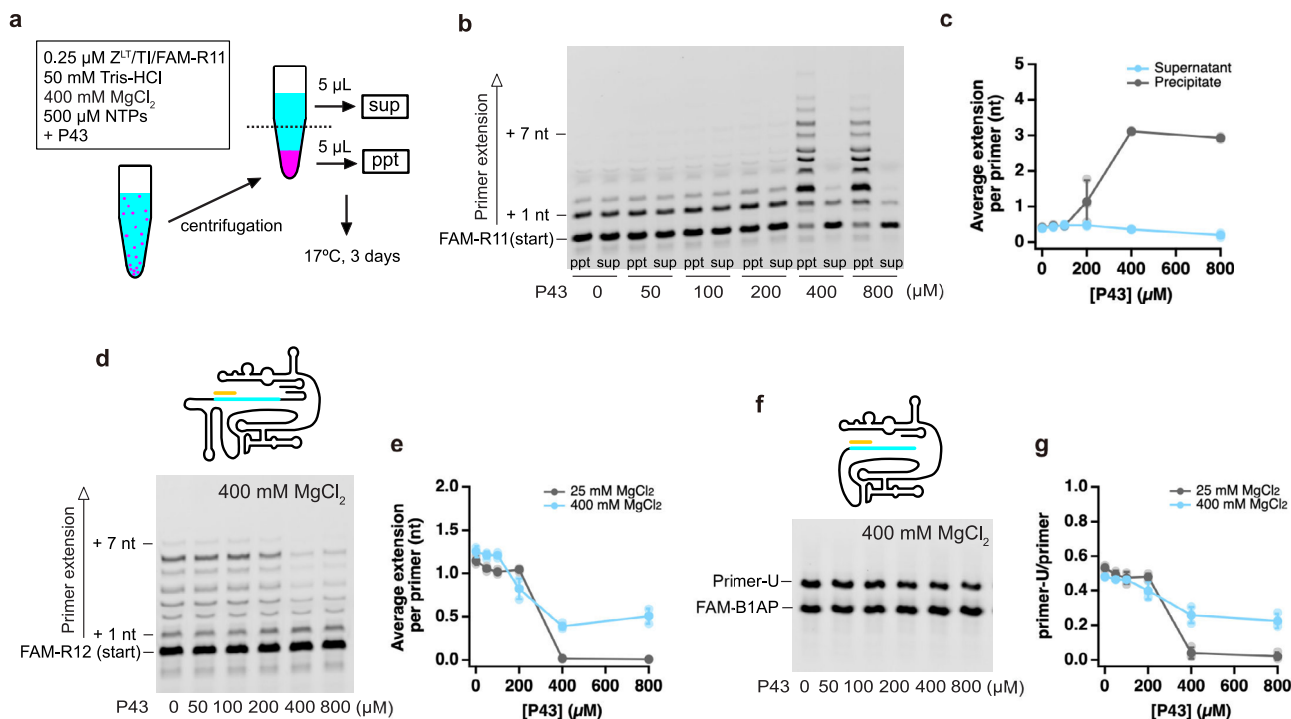 a
0.25 µM Z^LT/TI/FAM-R11
50 mM Tris-HCl
400 mM MgCl₂
500 µM NTPs
+ P43
centrifugation
5 µL
sup
5 µL
ppt
17ºC, 3 days
b
Primer extension
+ 7 nt
+ 1 nt
FAM-R11(start)
ppt sup ppt sup ppt sup ppt sup ppt sup ppt sup
P43 0 50 100 200 400 800 (µM)
c
Average extension
per primer (nt)
Supernatant
Precipitate
5
4
3
2
1
0
0 200 400 600 800
[P43] (µM)
d
400 mM MgCl₂
Primer extension
+ 7 nt
+ 1 nt
FAM-R12 (start)
P43 0 50 100 200 400 800 (µM)
e
Average extension
per primer (nt)
25 mM MgCl₂
400 mM MgCl₂
2.0
1.5
1.0
0.5
0.0
0 200 400 600 800
[P43] (µM)
f
400 mM MgCl₂
Primer-U
FAM-B1AP
P43 0 50 100 200 400 800 (µM)
g
primer-U/primer
25 mM MgCl₂
400 mM MgCl₂
1.0
0.8
0.6
0.4
0.2
0.0
0 200 400 600 800
[P43] (µM)